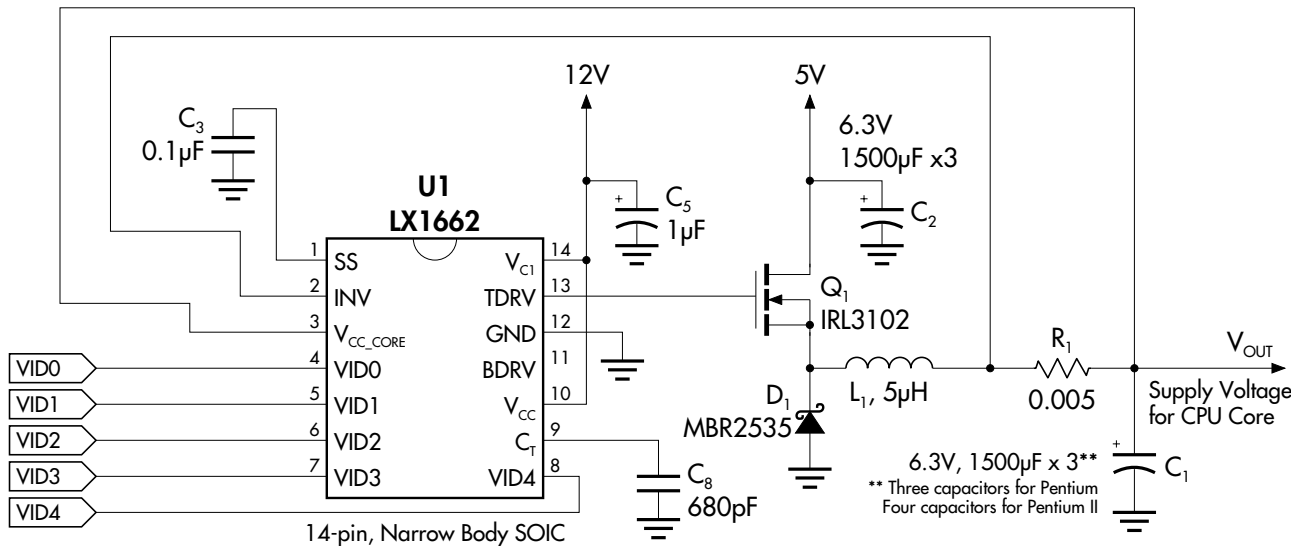 12V
5V
C3
0.1µF
6.3V
1500µF x3
U1
LX1662
+
C5
1µF
+
C2
1 SS
2 INV
3 VCC_CORE
4 VID0
5 VID1
6 VID2
7 VID3
VC1 14
TDRV 13
GND 12
BDRV 11
VCC 10
CT 9
VID4 8
VID0
VID1
VID2
VID3
VID4
14-pin, Narrow Body SOIC
Q1
IRL3102
L1, 5µH
R1
0.005
VOUT
Supply Voltage
for CPU Core
D1
MBR2535
C8
680pF
6.3V, 1500µF x 3**
** Three capacitors for Pentium
Four capacitors for Pentium II
+
C1